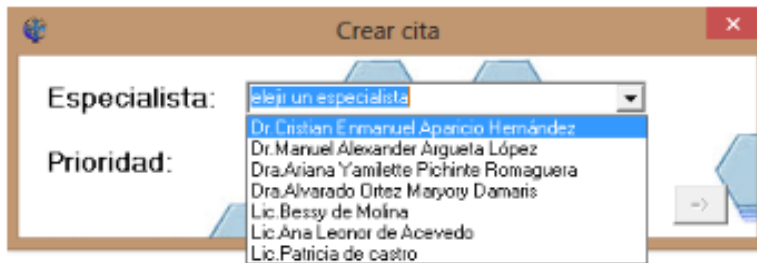 Crear cita
Especialista:
eleji un especialista
Dr.Cristian Enmanuel Aparicio Hernández
Dr.Manuel Alexander Argueta López
Prioridad:
Dra.Ariana Yamilette Pichinte Romaguera
Dra.Alvarado Ortez Maryory Damaris
Lic.Bessy de Molina
=>
Lic.Ana Leonor de Acevedo
Lic.Patricia de castro